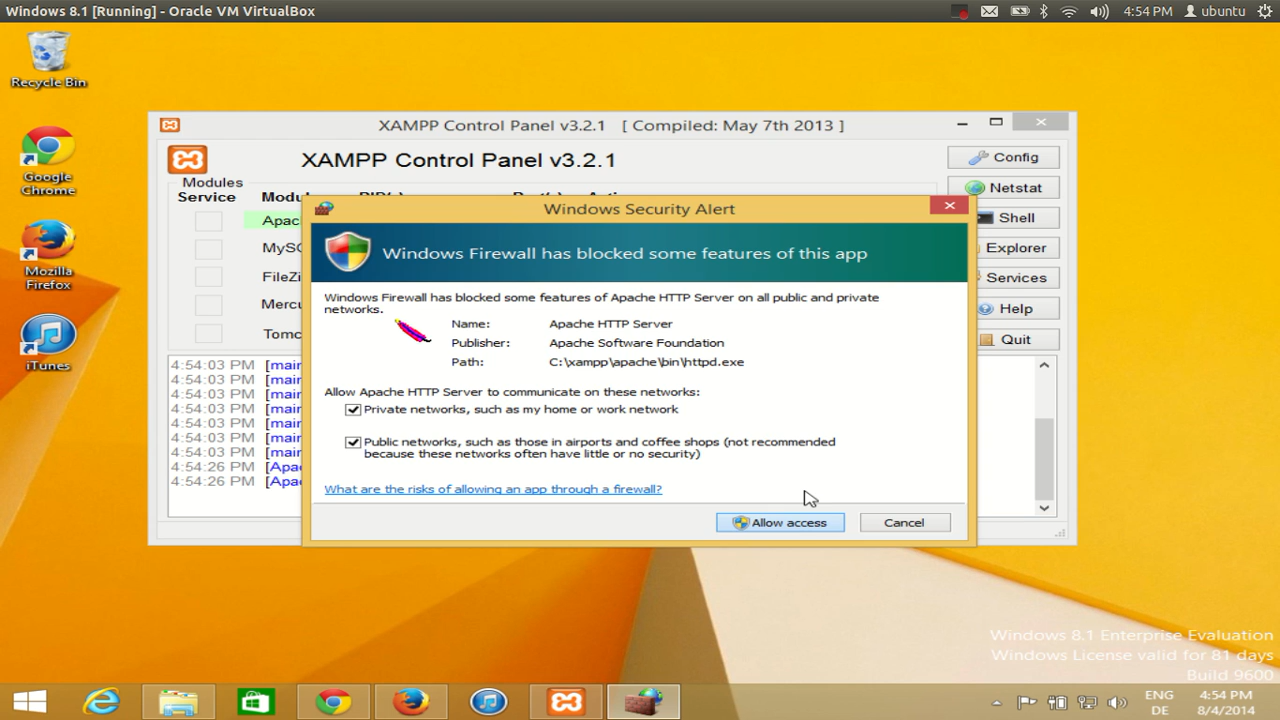 Windows 8.1 [Running] - Oracle VM VirtualBox
4:54 PM
ubuntu
Recycle Bin
Google
Chrome
Mozilla
Firefox
iTunes
XAMPP Control Panel v3.2.1 [ Compiled: May 7th 2013 ]
XAMPP Control Panel v3.2.1
Modules
Service
Config
Netstat
Shell
Explorer
Services
Help
Quit
4:54:03 PM [main
4:54:03 PM [main
4:54:03 PM [main
4:54:03 PM [main
4:54:03 PM [main
4:54:03 PM [main
4:54:03 PM [main
4:54:26 PM [Apa
4:54:26 PM [Apa
Windows Security Alert
Windows Firewall has blocked some features of this app
Windows Firewall has blocked some features of Apache HTTP Server on all public and private
networks.
Name: Apache HTTP Server
Publisher: Apache Software Foundation
Path: C:\xampp\apache\bin\httpd.exe
Allow Apache HTTP Server to communicate on these networks:
Private networks, such as my home or work network
Public networks, such as those in airports and coffee shops (not recommended
because these networks often have little or no security)
What are the risks of allowing an app through a firewall?
Allow access
Cancel
Windows 8.1 Enterprise Evaluation
Windows License valid for 81 days
Build 9600
ENG
DE
4:54 PM
8/4/2014